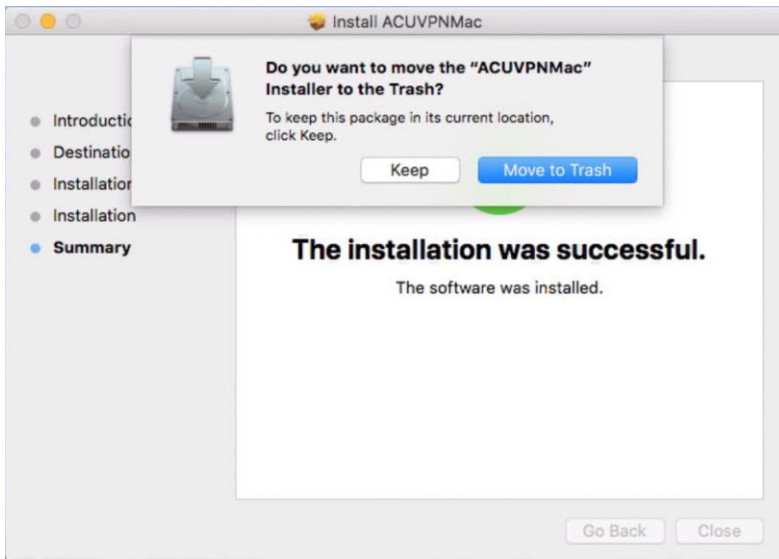 Install ACUVPNMac
Do you want to move the “ACUVPNMac”
Installer to the Trash?
To keep this package in its current location,
click Keep.
Keep
Move to Trash
Introductic
Destinatio
Installation
Installation
Summary
The installation was successful.
The software was installed.
Go Back
Close